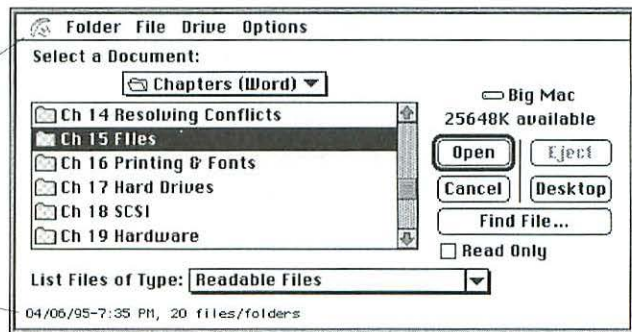 Folder File Drive Options
Select a Document:
Chapters (Word)
Ch 14 Resolving Conflicts
Ch 15 FIles
Ch 16 Printing & Fonts
Ch 17 Hard Drives
Ch 18 SCSI
Ch 19 Hardware
Big Mac
25648K available
Open
Eject
Cancel
Desktop
Find File...
Read Only
List Files of Type: Readable Files
04/06/95-7:35 PM, 20 files/folders